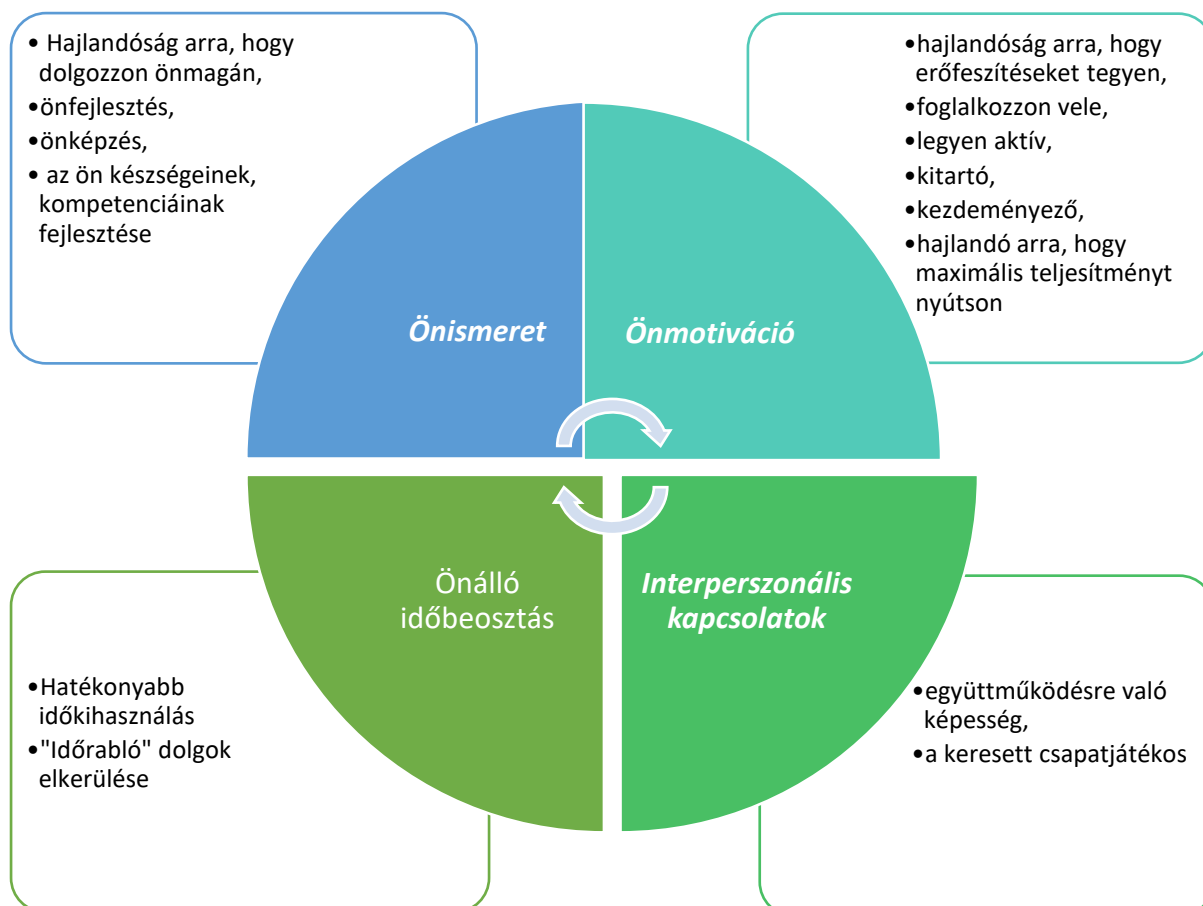 • Hajlandóság arra, hogy
dolgozzon önmagán,
•önfejlesztés,
•önképzés,
• az ön készségeinek,
kompetenciáinak
fejlesztése
•hajlandóság arra, hogy
erőfeszítéseket tegyen,
•foglalkozzon vele,
•legyen aktív,
•kitartó,
•kezdeményező,
•hajlandó arra, hogy
maximális teljesítményt
nyútson
Önismeret
Önmotiváció
Önálló
időbeosztás
Interperszonális
kapcsolatok
•Hatékonyabb
időkihasználás
•"Időrabló" dolgok
elkerülése
•együttműködésre való
képesség,
•a keresett csapatjátékos